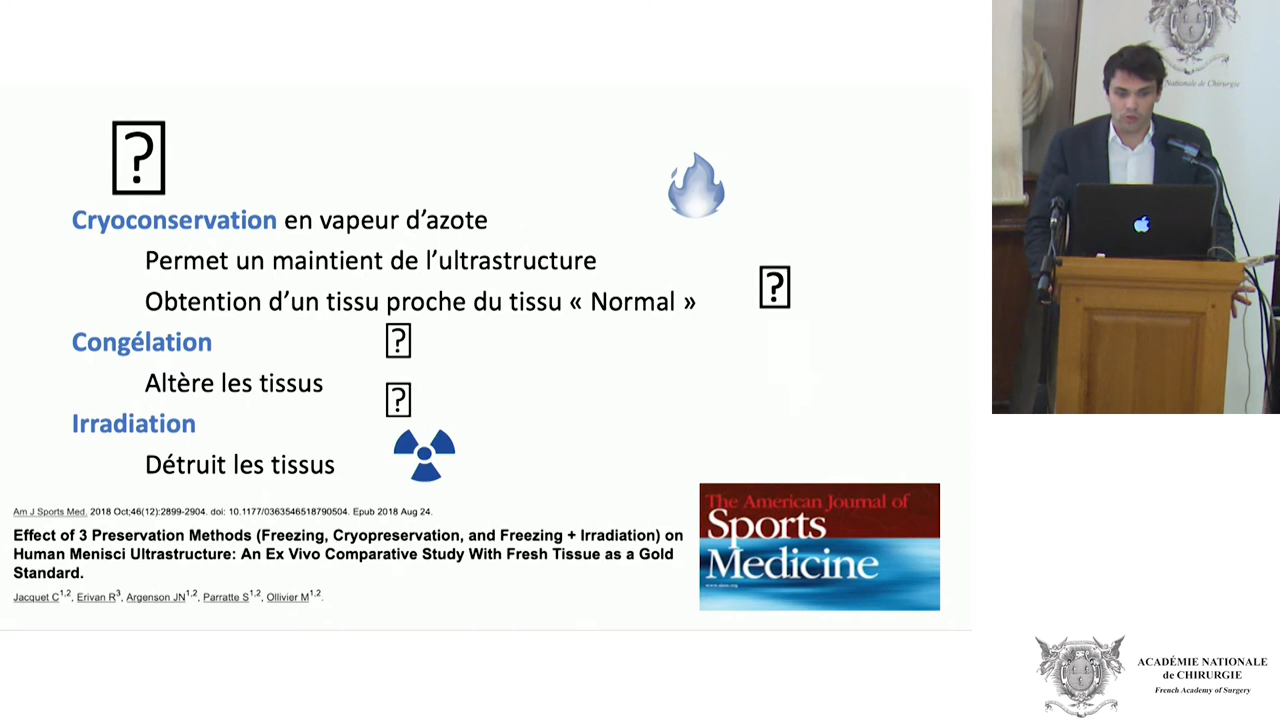 Cryoconservation en vapeur d’azote
Permet un maintient de l’ultrastructure
Obtention d’un tissu proche du tissu « Normal »
Congélation
Altère les tissus
Irradiation
Détruit les tissus
Am J Sports Med. 2018 Oct;46(12):2899-2904. doi: 10.1177/0363546518790504. Epub 2018 Aug 24.
Effect of 3 Preservation Methods (Freezing, Cryopreservation, and Freezing + Irradiation) on
Human Menisci Ultrastructure: An Ex Vivo Comparative Study With Fresh Tissue as a Gold
Standard.
Jacquet C1,2, Erivan R3, Argenson JN1,2, Parratte S1,2, Ollivier M1,2.
The American Journal of
Sports
Medicine
ACADÉMIE NATIONALE
de CHIRURGIE
French Academy of Surgery
Nationale de Chirurgie